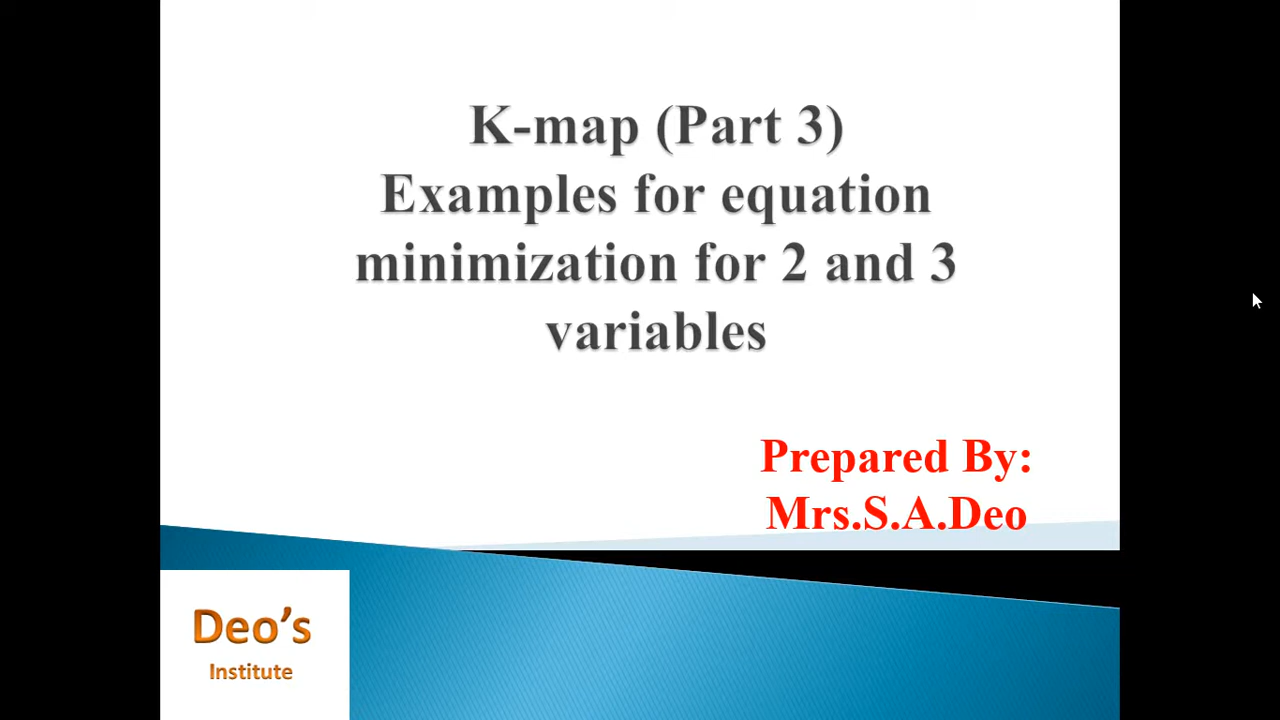 K-map (Part 3)
Examples for equation
minimization for 2 and 3
variables
Prepared By:
Mrs.S.A.Deo
Deo's
Institute